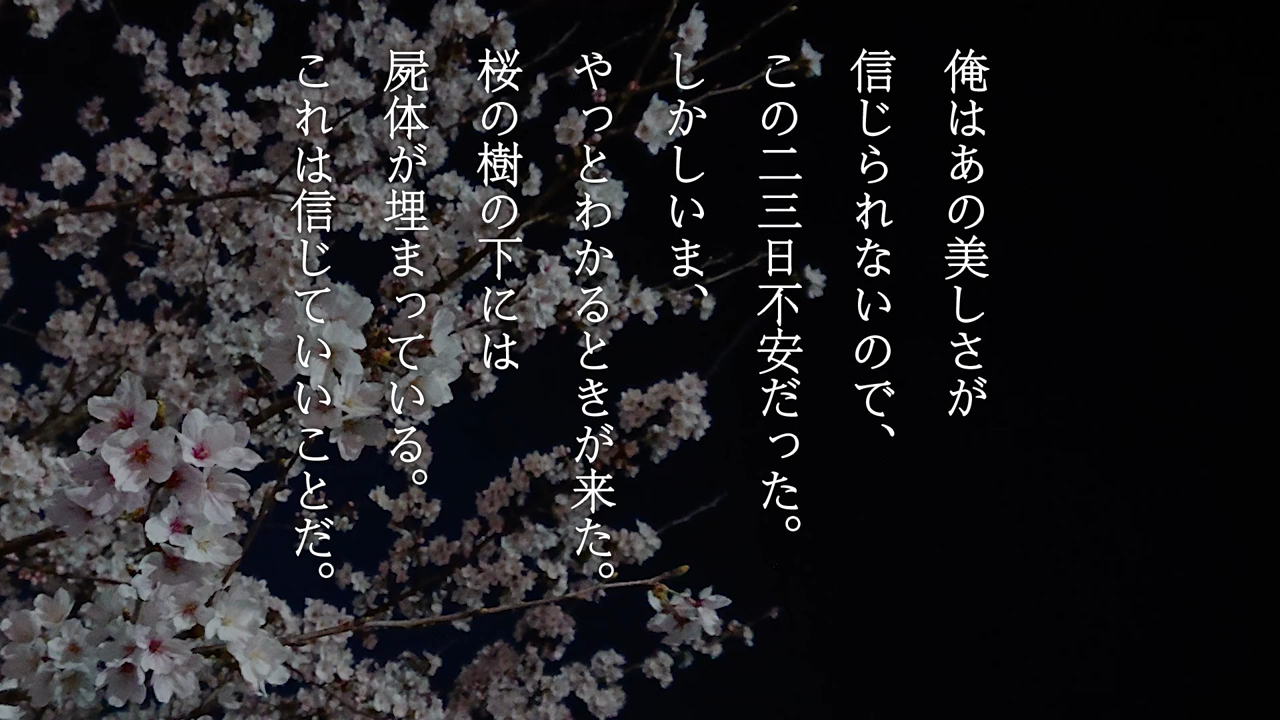 俺はあの美しさが
信じられないので、
この二三日不安だった。
しかしいま、
やっとわかるときが来た。
桜の樹の下には
屍体が埋まっている。
これは信じていいことだ。